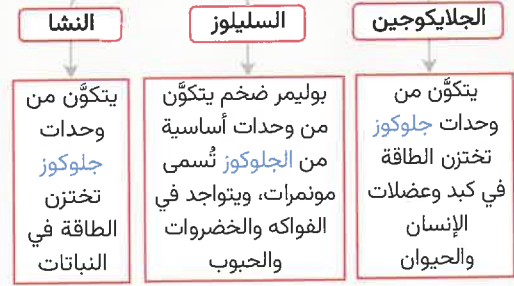 الجلايكوجين
يتكوَّن من
وحدات جلوكوز
تختزن الطاقة
في كبد وعضلات
الإنسان
والحيوان
السليلوز
بوليمر ضخم يتكوَّن
من وحدات أساسية
من الجلوكوز تُسمى
مونمرات، ويتواجد في
الفواكه والخضروات
والحبوب
النشا
يتكوَّن من
وحدات
جلوكوز
تختزن
الطاقة في
النباتات